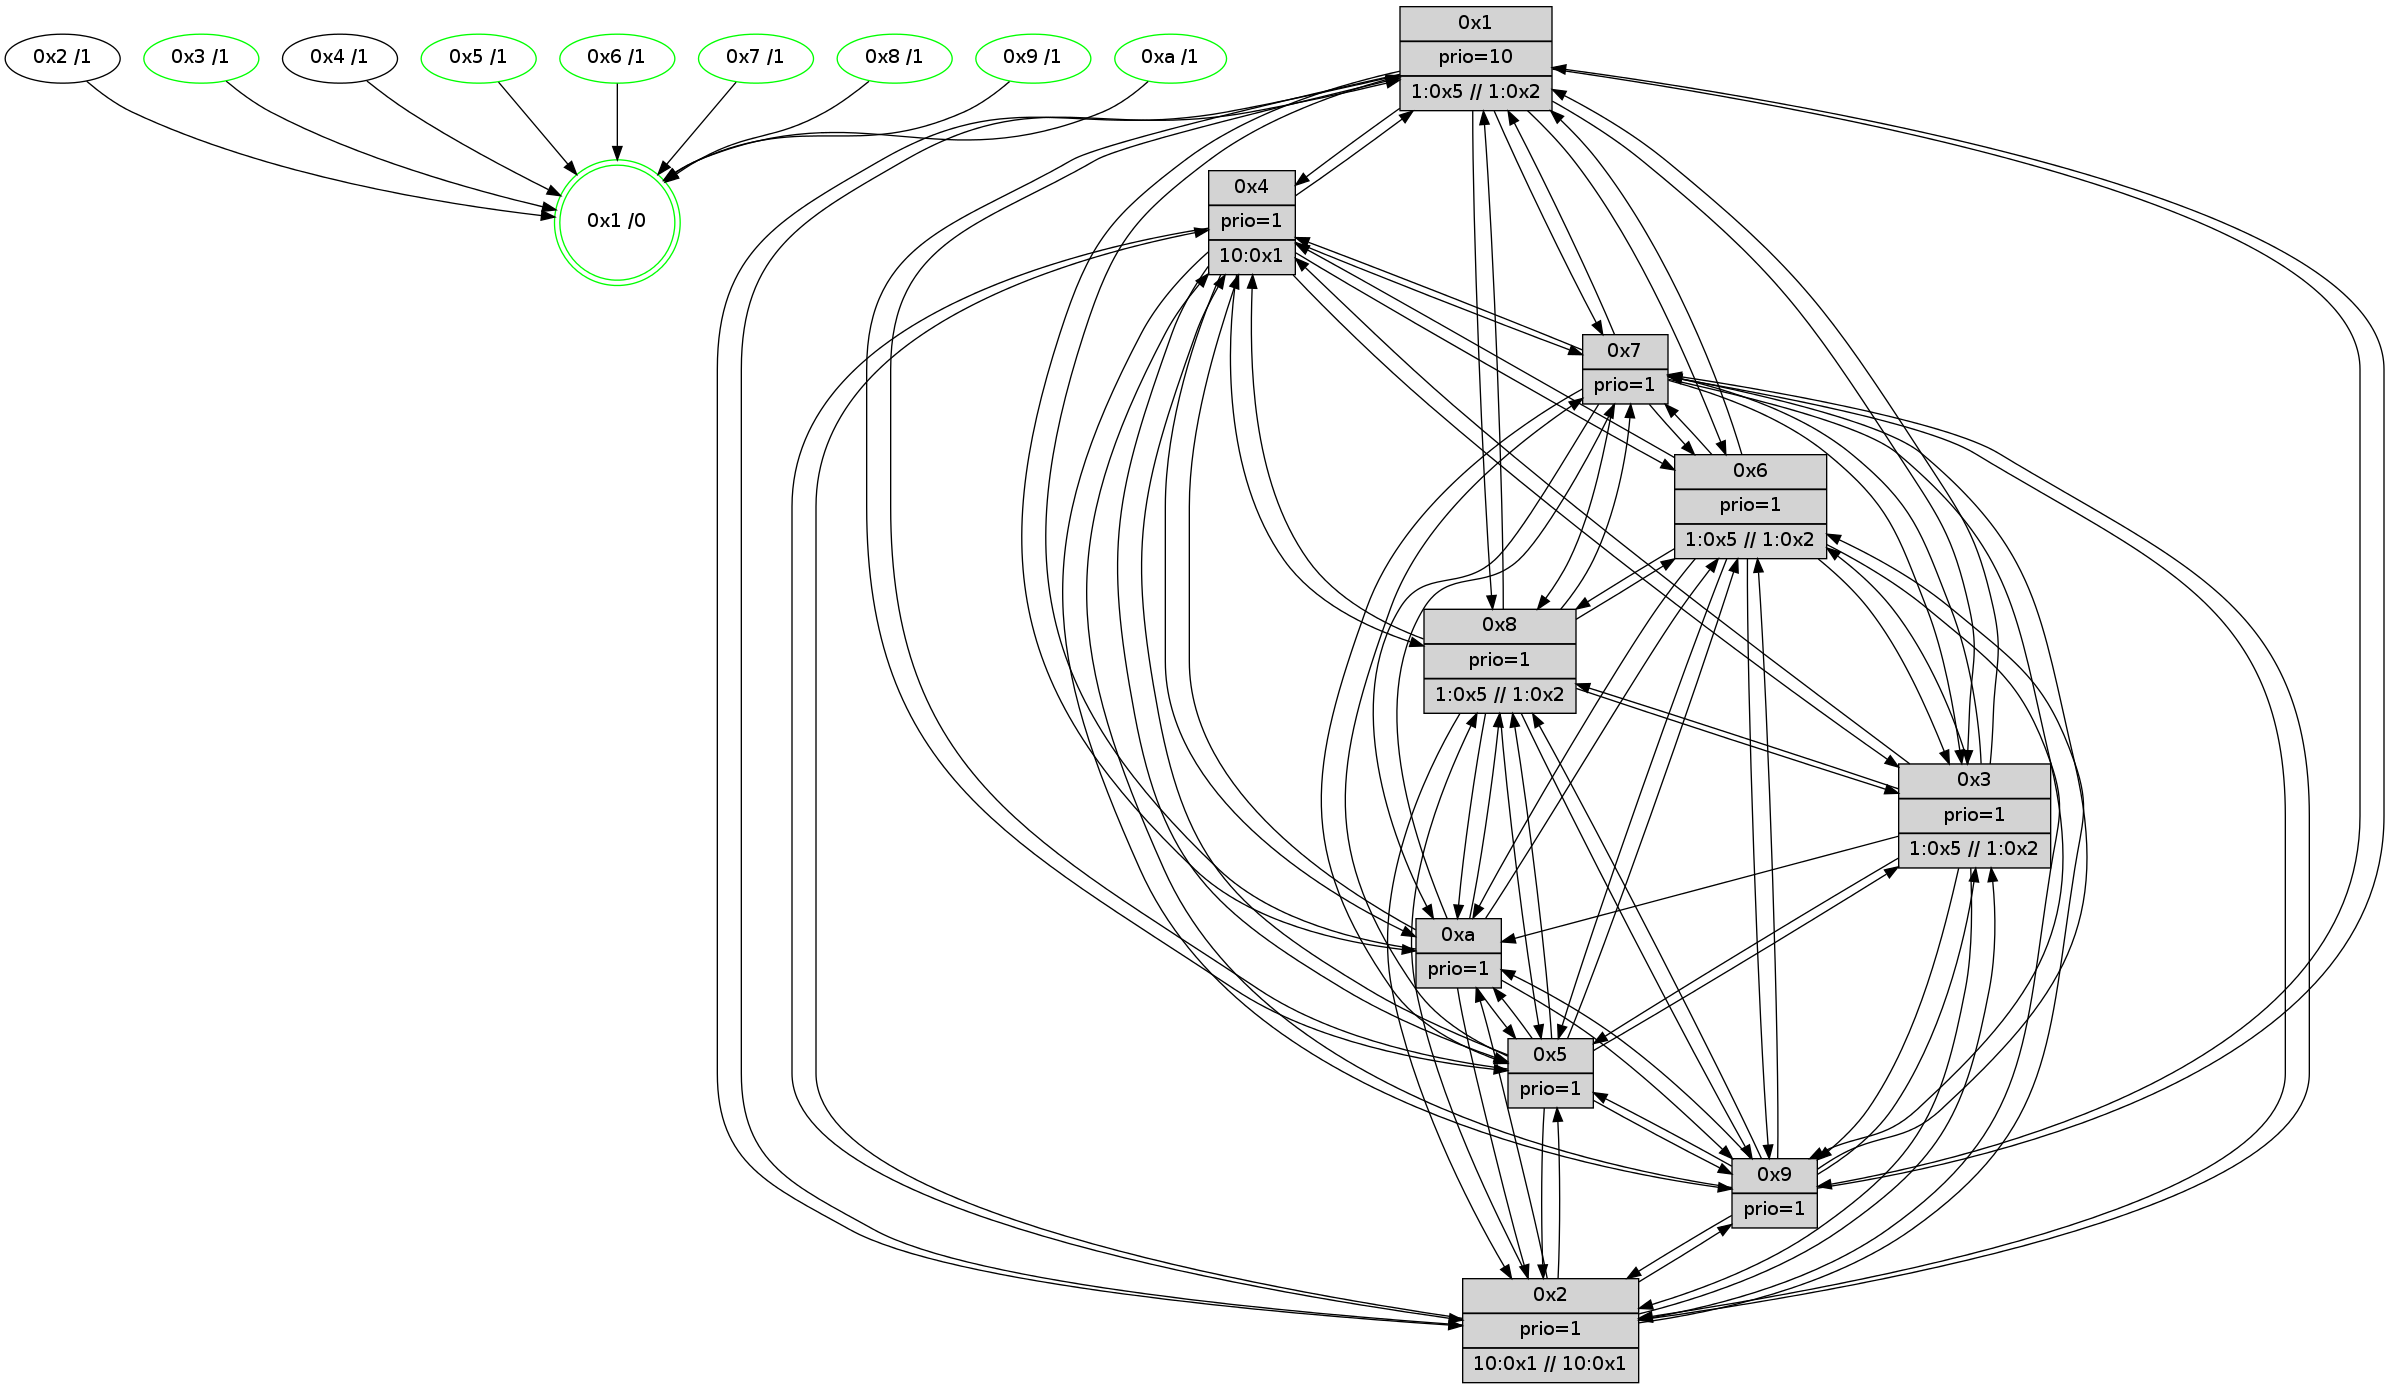 0x2 /1
0x3 /1
0x4 /1
0x5 /1
0x6 /1
0x7 /1
0x8 /1
0x9 /1
0xa /1
0x1 /0
0x1
prio=10
1:0x5 // 1:0x2
0x4
prio=1
10:0x1
0x7
prio=1
0x6
prio=1
1:0x5 // 1:0x2
0x8
prio=1
1:0x5 // 1:0x2
0x3
prio=1
1:0x5 // 1:0x2
0xa
prio=1
0x5
prio=1
0x9
prio=1
0x2
prio=1
10:0x1 // 10:0x1